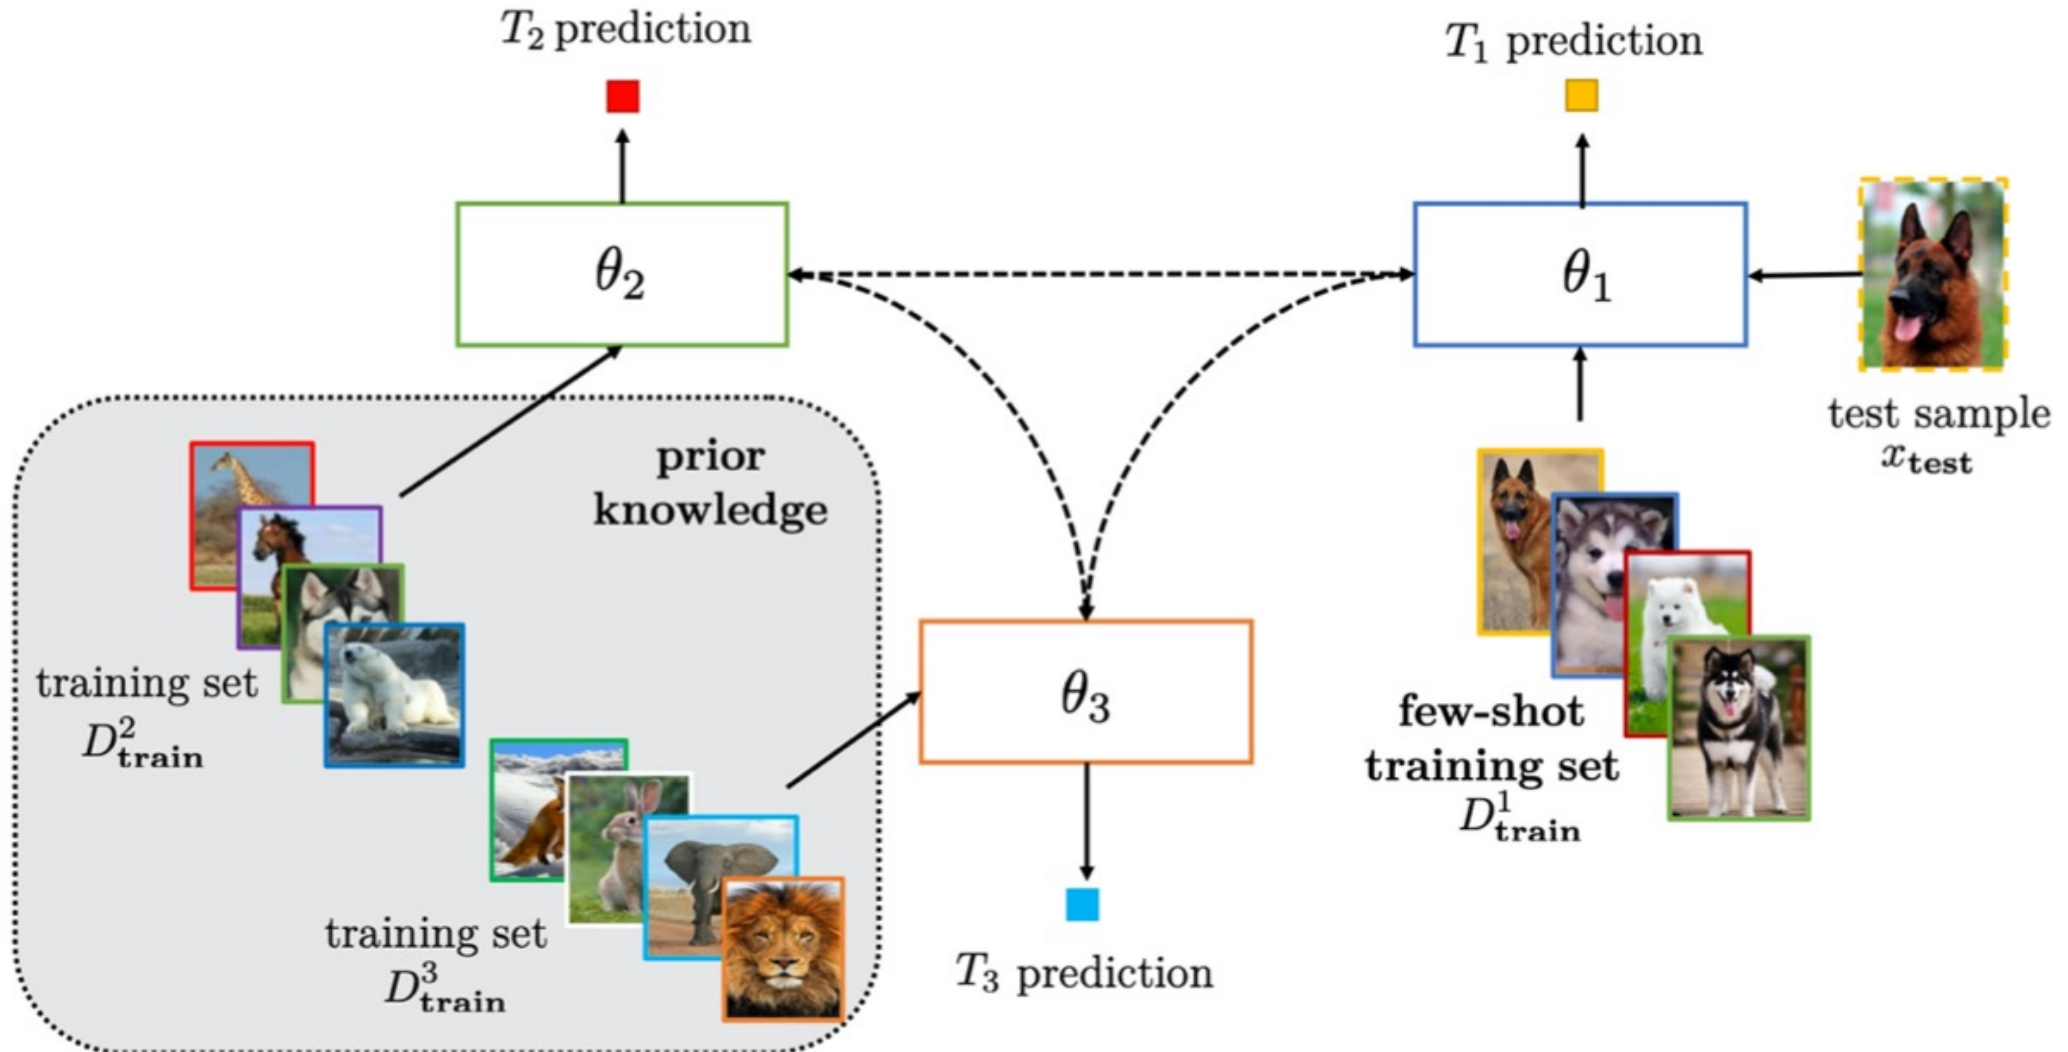 T₂ prediction
T₁ prediction
θ₂
θ₁
test sample
x_test
prior
knowledge
training set
D²_train
θ₃
few-shot
training set
D¹_train
training set
D³_train
T₃ prediction